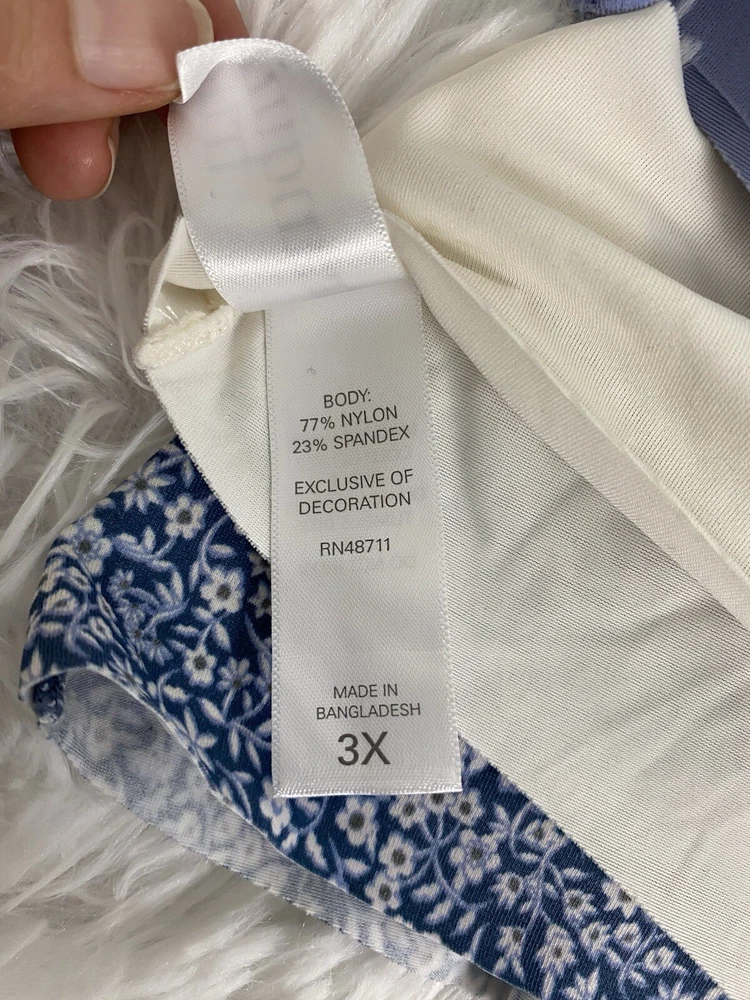 BODY:
77% NYLON
23% SPANDEX
EXCLUSIVE OF
DECORATION
RN48711
MADE IN
BANGLADESH
3X